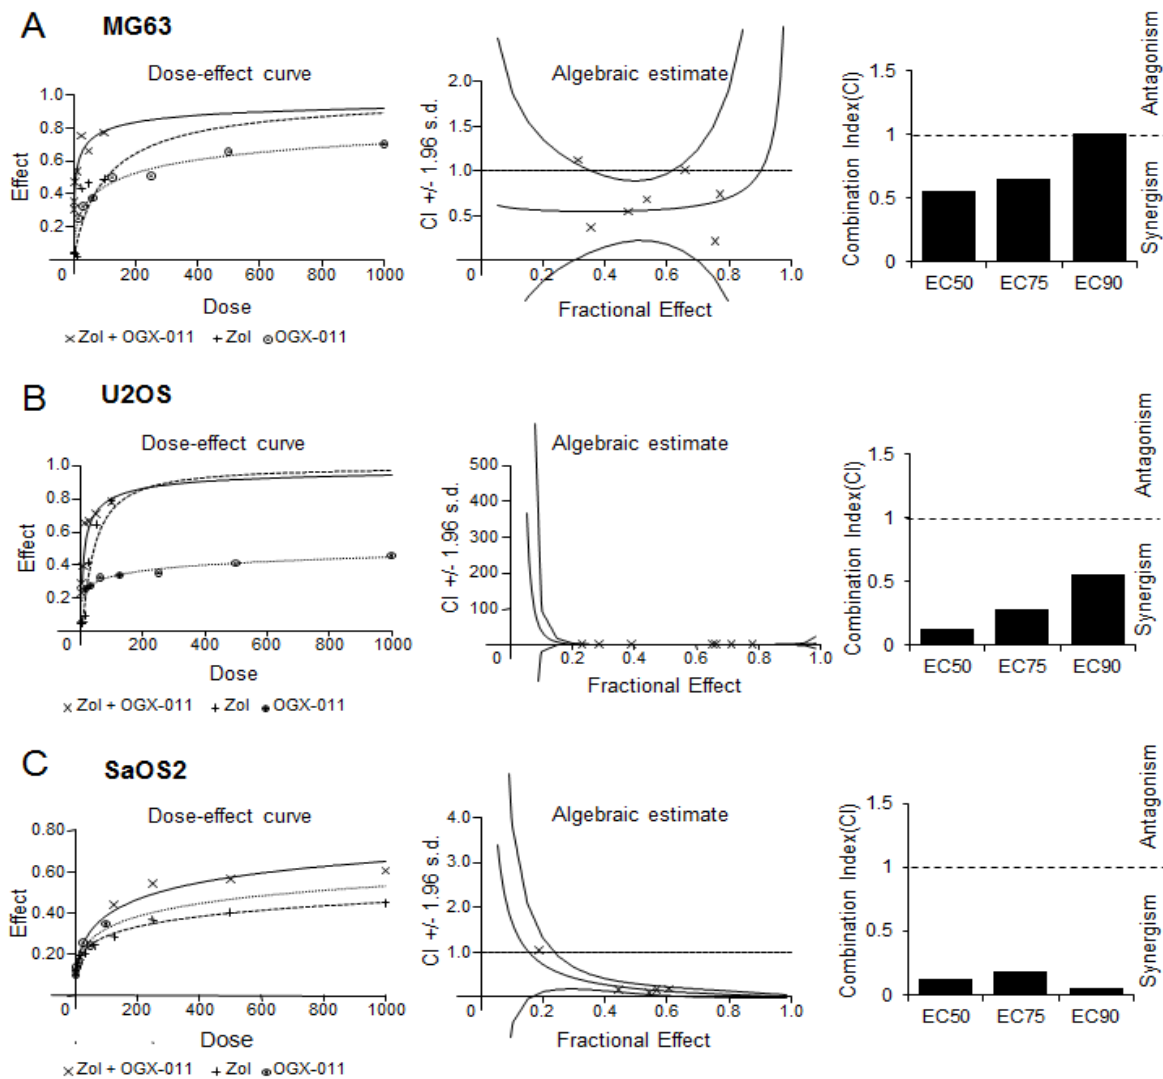 A MG63
Dose-effect curve
1.0
0.8
0.6
0.4
0.2
0 200 400 600 800 1000
Effect
Dose
× Zol + OGX-011 + Zol ⊙ OGX-011
Algebraic estimate
2.0
1.5
1.0
0.5
0 0.2 0.4 0.6 0.8 1.0
CI +/- 1.96 s.d.
Fractional Effect
1.5
1
0.5
0
EC50 EC75 EC90
Combination Index(CI)
Antagonism
Synergism
B U2OS
Dose-effect curve
1.0
0.8
0.6
0.4
0.2
0 200 400 600 800 1000
Effect
Dose
× Zol + OGX-011 + Zol OGX-011
Algebraic estimate
500
400
300
200
100
0 0.2 0.4 0.6 0.8 1.0
CI +/- 1.96 s.d.
Fractional Effect
1.5
1
0.5
0
EC50 EC75 EC90
Combination Index(CI)
Antagonism
Synergism
C SaOS2
Dose-effect curve
0.80
0.60
0.40
0.20
0 200 400 600 800 1000
Effect
Dose
× Zol + OGX-011 + Zol OGX-011
Algebraic estimate
4.0
3.0
2.0
1.0
0 0.2 0.4 0.6 0.8 1.0
CI +/- 1.96 s.d.
Fractional Effect
1.5
1
0.5
0
EC50 EC75 EC90
Combination Index(CI)
Antagonism
Synergism